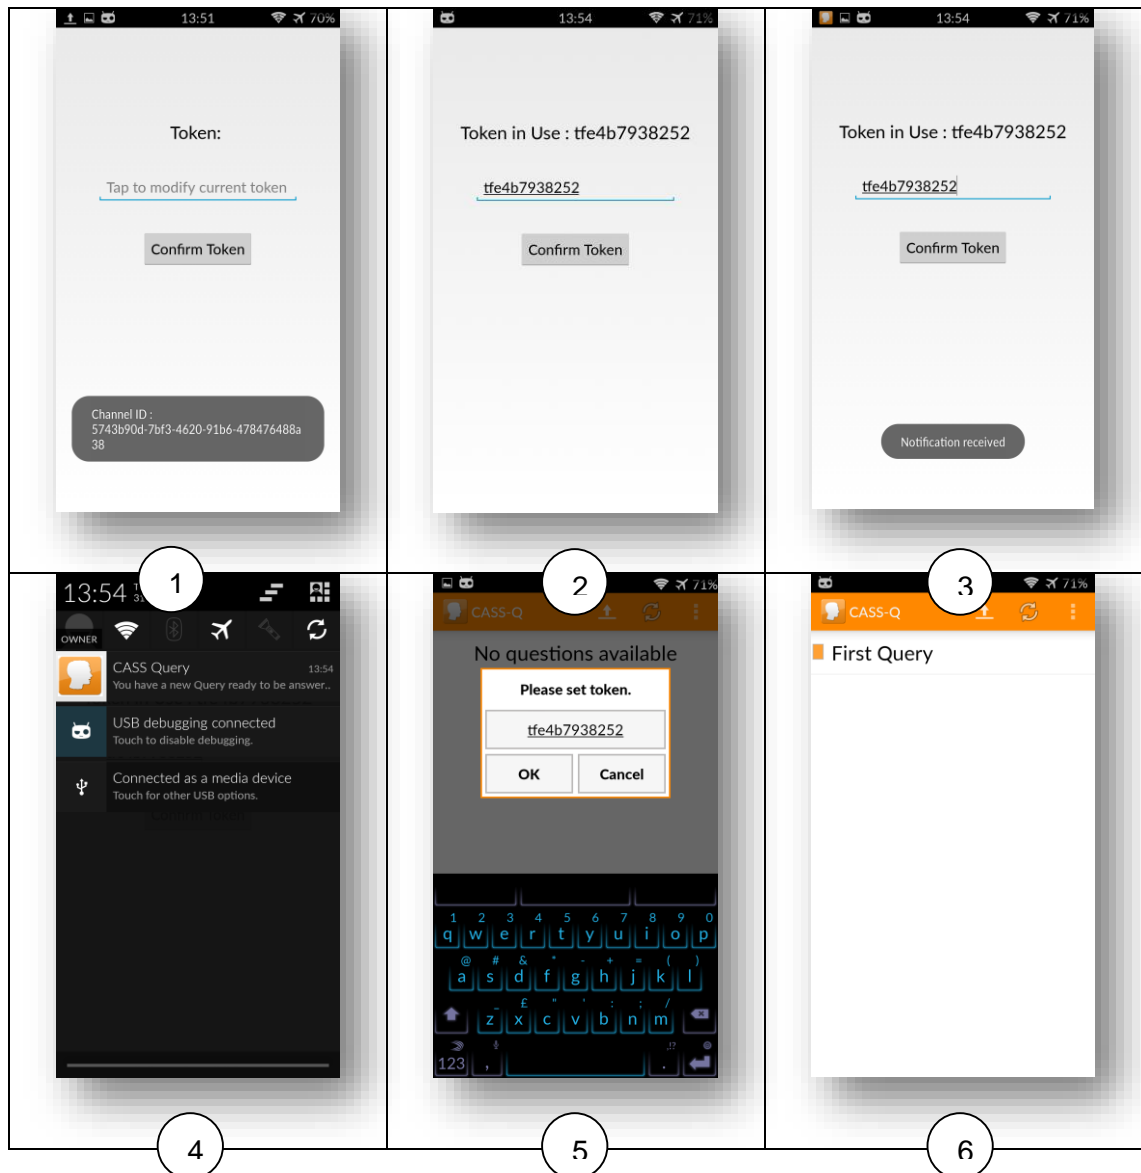 13:51 70%
Token:
Tap to modify current token
Confirm Token
Channel ID :
5743b90d-7bf3-4620-91b6-478476488a
38
1
13:54 71%
Token in Use : tfe4b7938252
tfe4b7938252
Confirm Token
2
13:54 71%
Token in Use : tfe4b7938252
tfe4b7938252
Confirm Token
Notification received
3
13:54
OWNER
CASS Query 13:54
You have a new Query ready to be answer..
USB debugging connected
Touch to disable debugging.
Connected as a media device
Touch for other USB options.
Confirm Token
4
71%
CASS-Q
No questions available
Please set token.
tfe4b7938252
OK Cancel
1 2 3 4 5 6 7 8 9 0
q w e r t y u i o p
@ # & * - + = ( )
a s d f g h j k l
_ £ " ' : ; /
z x c v b n m
123 , . .!?
5
71%
CASS-Q
First Query
6